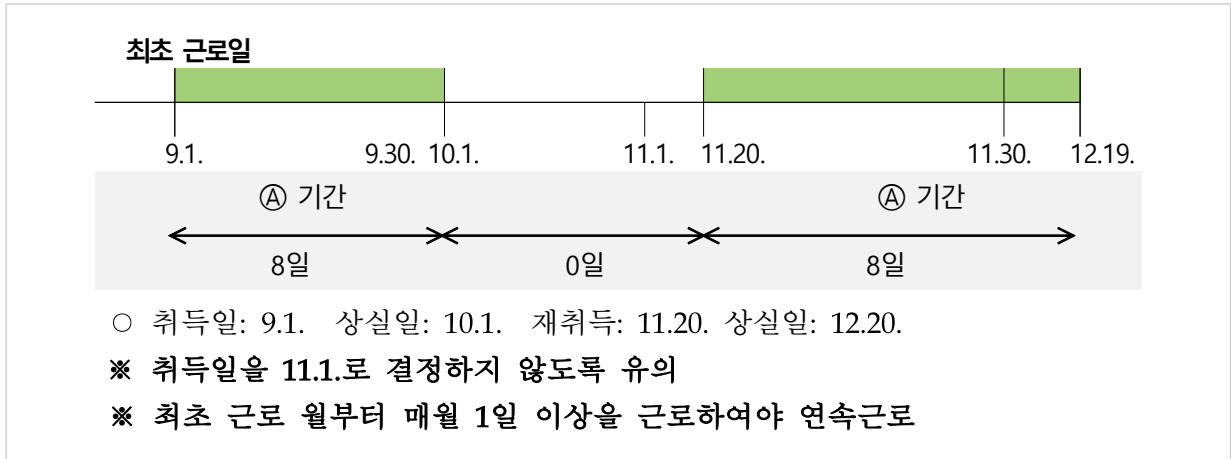 최초 근로일
9.1. 9.30. 10.1. 11.1. 11.20. 11.30. 12.19.
Ⓐ 기간 Ⓐ 기간
8일 0일 8일
○ 취득일: 9.1. 상실일: 10.1. 재취득: 11.20. 상실일: 12.20.
※ 취득일을 11.1.로 결정하지 않도록 유의
※ 최초 근로 월부터 매월 1일 이상을 근로하여야 연속근로